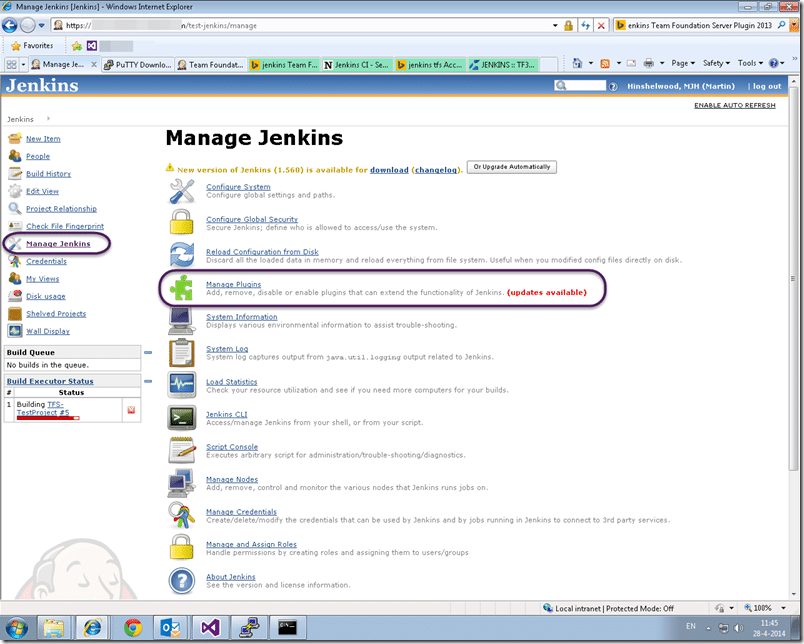 Manage Jenkins [Jenkins] - Windows Internet Explorer
https:// n/test-jenkins/manage
enkins Team Foundation Server Plugin 2013
Favorites
Manage Je... PuTTY Downlo... Team Foundat... jenkins Team F... Jenkins CI - Se... jenkins tfs Acc... JENKINS :: TF3... Page Safety Tools
Jenkins
Hinshelwood, MJH (Martin) | log out
Jenkins
ENABLE AUTO REFRESH
New Item
People
Build History
Edit View
Project Relationship
Check File Fingerprint
Manage Jenkins
Credentials
My Views
Disk usage
Shelved Projects
Wall Display
Build Queue
No builds in the queue.
Build Executor Status
# Status
1 Building TFS-
TestProject #5
Manage Jenkins
New version of Jenkins (1.560) is available for download (changelog). Or Upgrade Automatically
Configure System
Configure global settings and paths.
Configure Global Security
Secure Jenkins; define who is allowed to access/use the system.
Reload Configuration from Disk
Discard all the loaded data in memory and reload everything from file system. Useful when you modified config files directly on disk.
Manage Plugins
Add, remove, disable or enable plugins that can extend the functionality of Jenkins. (updates available)
System Information
Displays various environmental information to assist trouble-shooting.
System Log
System log captures output from java.util.logging output related to Jenkins.
Load Statistics
Check your resource utilization and see if you need more computers for your builds.
Jenkins CLI
Access/manage Jenkins from your shell, or from your script.
Script Console
Executes arbitrary script for administration/trouble-shooting/diagnostics.
Manage Nodes
Add, remove, control and monitor the various nodes that Jenkins runs jobs on.
Manage Credentials
Create/delete/modify the credentials that can be used by Jenkins and by jobs running in Jenkins to connect to 3rd party services.
Manage and Assign Roles
Handle permissions by creating roles and assigning them to users/groups
About Jenkins
See the version and license information.
Local intranet | Protected Mode: Off 100%
EN 11:45
28-4-2014